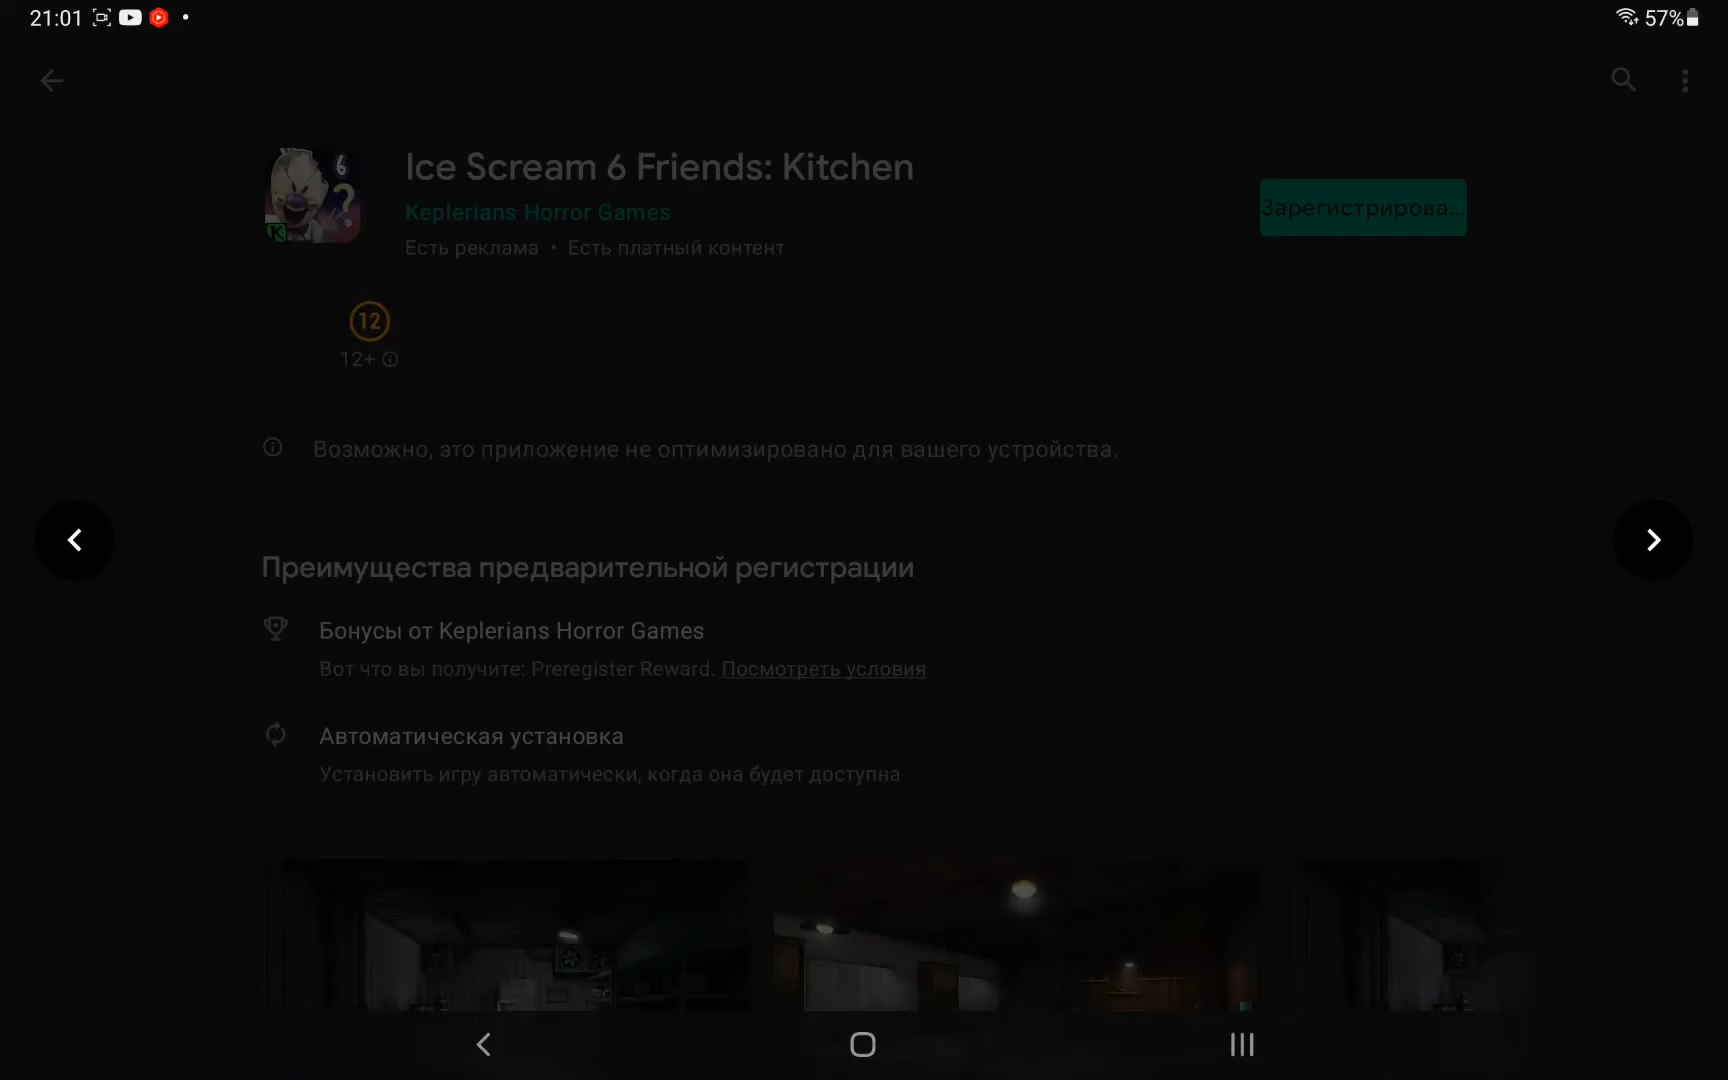 21:01
57%
Ice Scream 6 Friends: Kitchen
Keplerians Horror Games
Есть реклама • Есть платный контент
Зарегистрирова...
6
?
K
12
12+
Возможно, это приложение не оптимизировано для вашего устройства.
Преимущества предварительной регистрации
Бонусы от Keplerians Horror Games
Вот что вы получите: Preregister Reward. Посмотреть условия
Автоматическая установка
Установить игру автоматически, когда она будет доступна